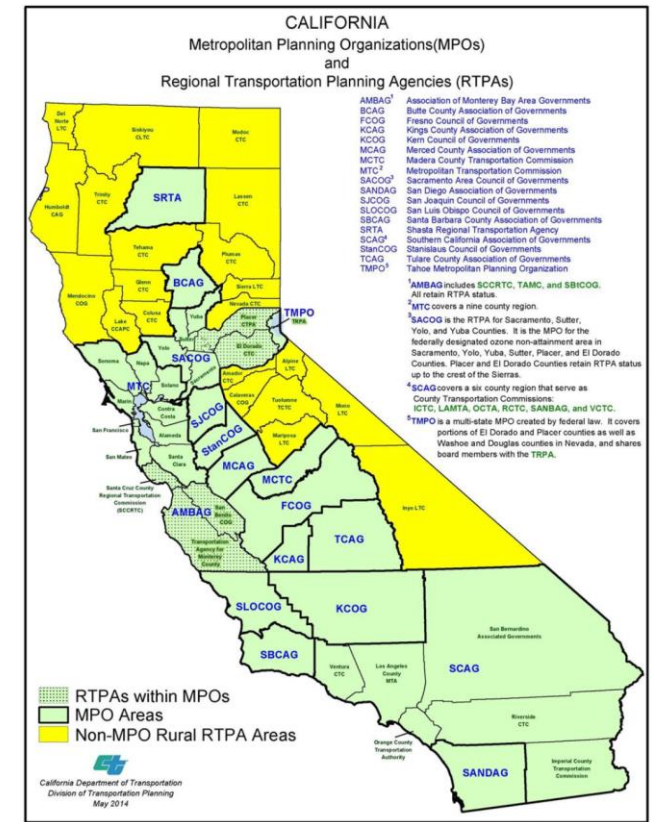 CALIFORNIA
Metropolitan Planning Organizations(MPOs)
and
Regional Transportation Planning Agencies (RTPAs)
AMBAG¹ Association of Monterey Bay Area Governments
BCAG Butte County Association of Governments
FCOG Fresno Council of Governments
KCAG Kings County Association of Governments
KCOG Kern Council of Governments
MCAG Merced County Association of Governments
MCTC Madera County Transportation Commission
MTC² Metropolitan Transportation Commission
SACOG³ Sacramento Area Council of Governments
SANDAG San Diego Association of Governments
SJCOG San Joaquin Council of Governments
SLOCOG San Luis Obispo Council of Governments
SBCAG Santa Barbara County Association of Governments
SRTA Shasta Regional Transportation Agency
SCAG⁴ Southern California Association of Governments
StanCOG Stanislaus Council of Governments
TCAG Tulare County Association of Governments
TMPO⁵ Tahoe Metropolitan Planning Organization
¹AMBAG includes SCCRTC, TAMC, and SBtCOG.
All retain RTPA status.
²MTC covers a nine county region.
³SACOG is the RTPA for Sacramento, Sutter,
Yolo, and Yuba Counties. It is the MPO for the
federally designated ozone non-attainment area in
Sacramento, Yolo, Yuba, Sutter, Placer, and El Dorado
Counties. Placer and El Dorado Counties retain RTPA status
up to the crest of the Sierras.
⁴SCAG covers a six county region that serve as
County Transportation Commissions:
ICTC, LAMTA, OCTA, RCTC, SANBAG, and VCTC.
⁵TMPO is a multi-state MPO created by federal law. It covers
portions of El Dorado and Placer counties as well as
Washoe and Douglas counties in Nevada, and shares
board members with the TRPA.
Del
Norte
LTC
Siskiyou
CLTC
Modoc
CTC
Humboldt
CAG
Trinity
CTC
SRTA
Lassen
CTC
Tehama
CTC
Plumas
CTC
Mendocino
COG
Glenn
CTC
BCAG
Sierra LTC
Nevada CTC
Lake
CCAPC
Colusa
CTC
Yuba
Sutter
Placer
CTPA
TMPO
TRPA
Yolo
El Dorado
CTC
SACOG
Sacramento
Sonoma
Napa
Solano
MTC
Marin
Amador
CTC
Alpine
LTC
Calaveras
COG
Tuolumne
TCTC
Mono
LTC
Mariposa
LTC
Contra
Costa
San Francisco
Alameda
San Mateo
Santa
Clara
SJCOG
StanCOG
MCAG
MCTC
Santa Cruz County
Regional Transportation
Commission
(SCCRTC)
AMBAG
San
Benito
COG
Transportation
Agency for
Monterey
County
FCOG
TCAG
KCAG
Inyo LTC
SLOCOG
KCOG
SBCAG
San Bernardino
Associated Governments
Ventura
CTC
Los Angeles
County
MTA
SCAG
Riverside
CTC
Orange County
Transportation
Authority
SANDAG
Imperial County
Transportation
Commission
RTPAs within MPOs
MPO Areas
Non-MPO Rural RTPA Areas
California Department of Transportation
Division of Transportation Planning
May 2014